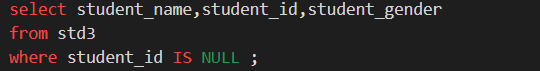 select student_name,student_id,student_gender
from std3
where student_id IS NULL ;